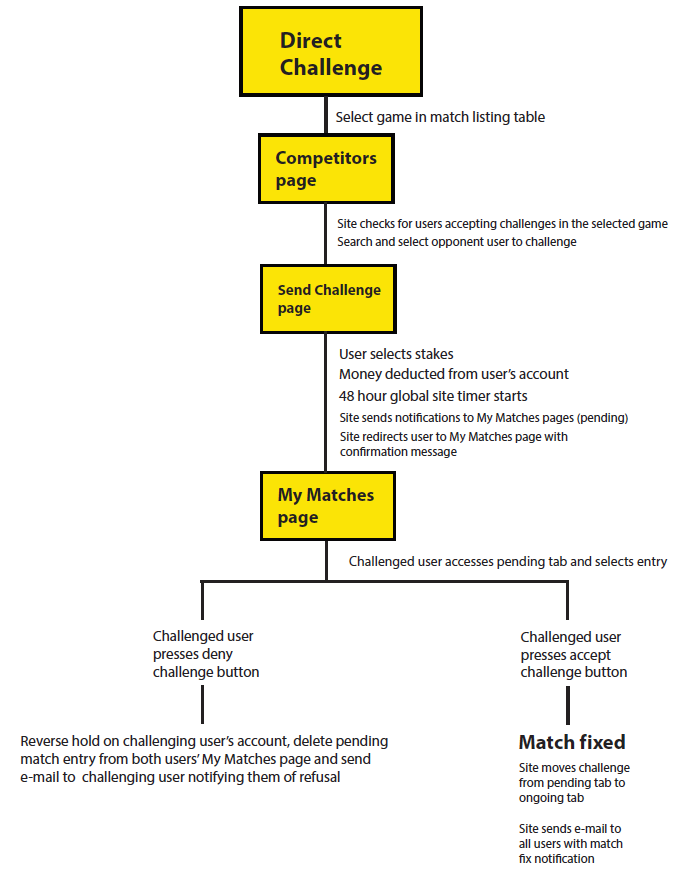 Direct
Challenge
Select game in match listing table
Competitors
page
Site checks for users accepting challenges in the selected game
Search and select opponent user to challenge
Send Challenge
page
User selects stakes
Money deducted from user's account
48 hour global site timer starts
Site sends notifications to My Matches pages (pending)
Site redirects user to My Matches page with
confirmation message
My Matches
page
Challenged user accesses pending tab and selects entry
Challenged user
presses deny
challenge button
Reverse hold on challenging user's account, delete pending
match entry from both users' My Matches page and send
e-mail to challenging user notifying them of refusal
Challenged user
presses accept
challenge button
Match fixed
Site moves challenge
from pending tab to
ongoing tab
Site sends e-mail to
all users with match
fix notification